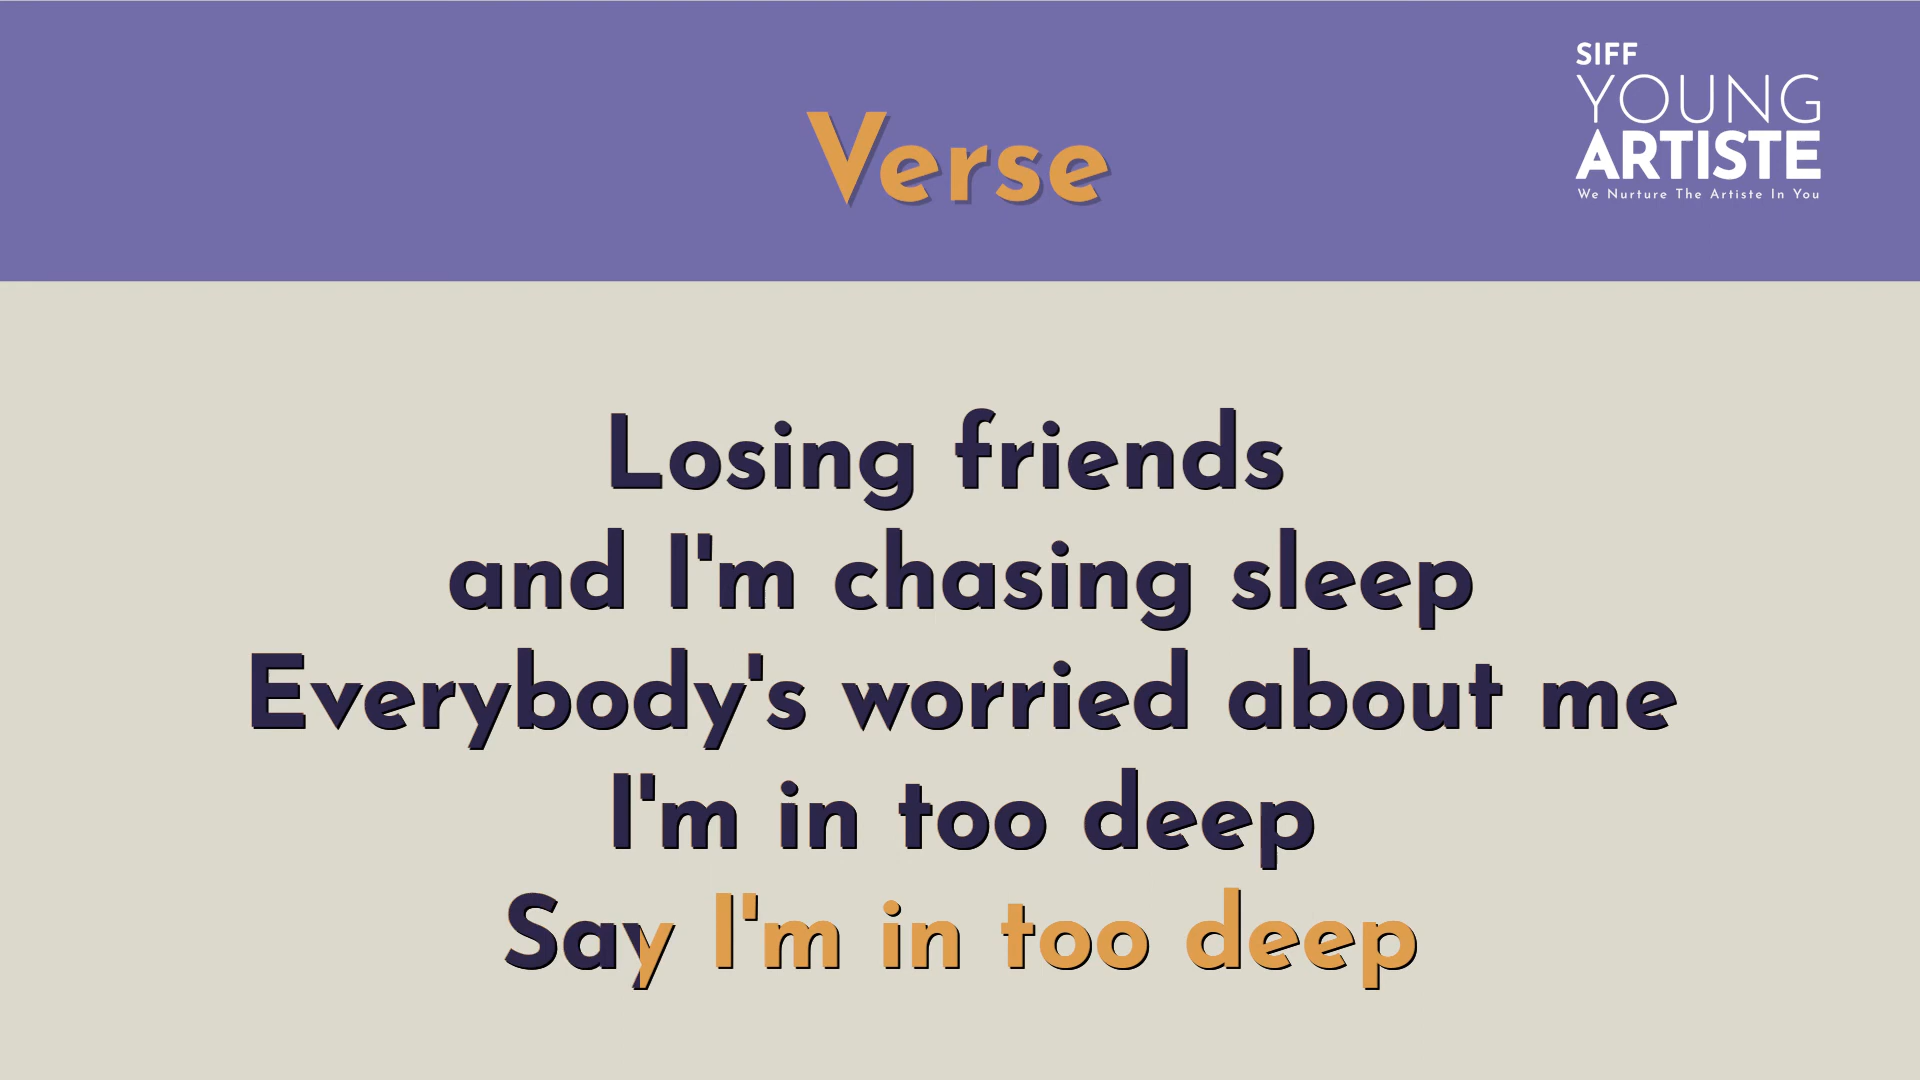 SIFF
YOUNG
ARTISTE
We Nurture The Artiste In You
Verse
Losing friends
and I'm chasing sleep
Everybody's worried about me
I'm in too deep
Say I'm in too deep